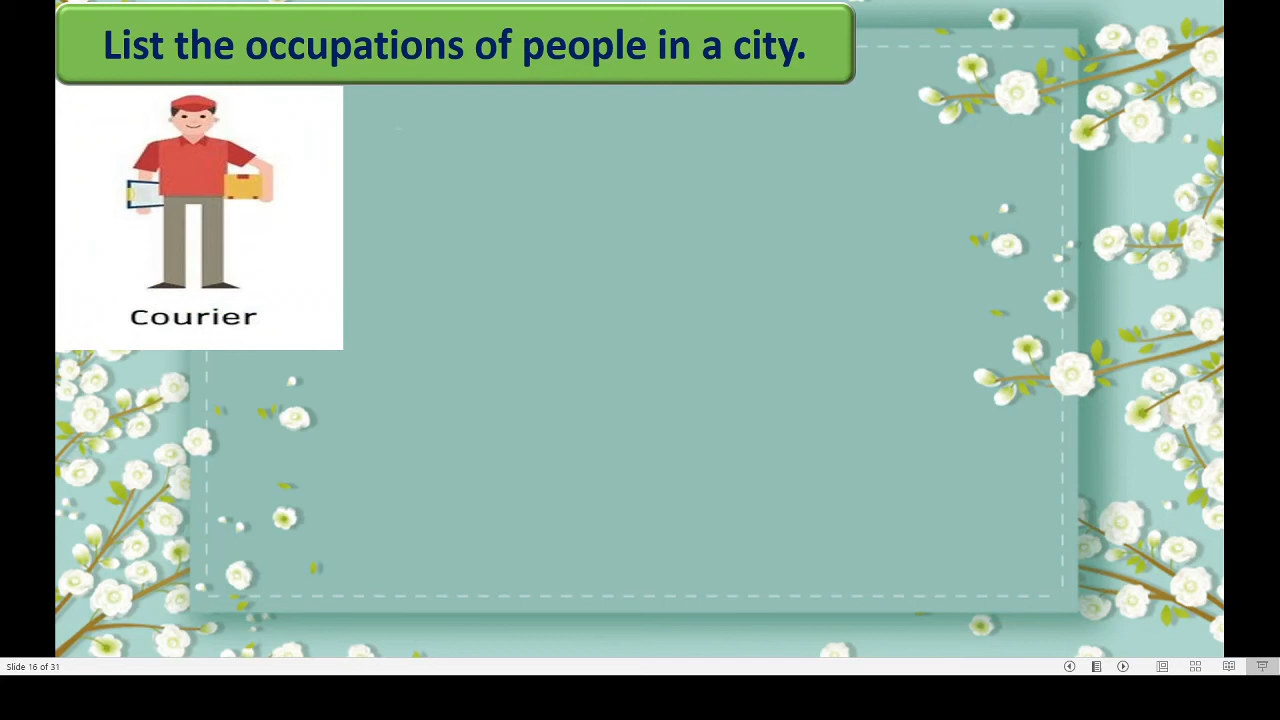 List the occupations of people in a city.
Courier
Slide 16 of 31